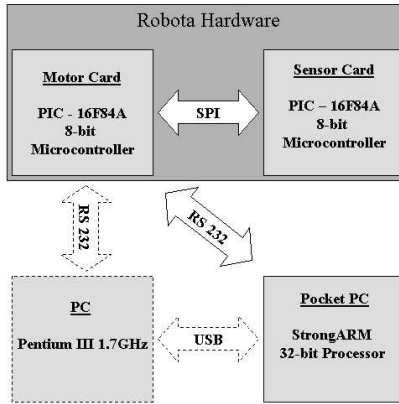 Robota Hardware
Motor Card
PIC - 16F84A
8-bit
Microcontroller
SPI
Sensor Card
PIC – 16F84A
8-bit
Microcontroller
RS 232
RS 232
PC
Pentium III 1.7GHz
USB
Pocket PC
StrongARM
32-bit Processor